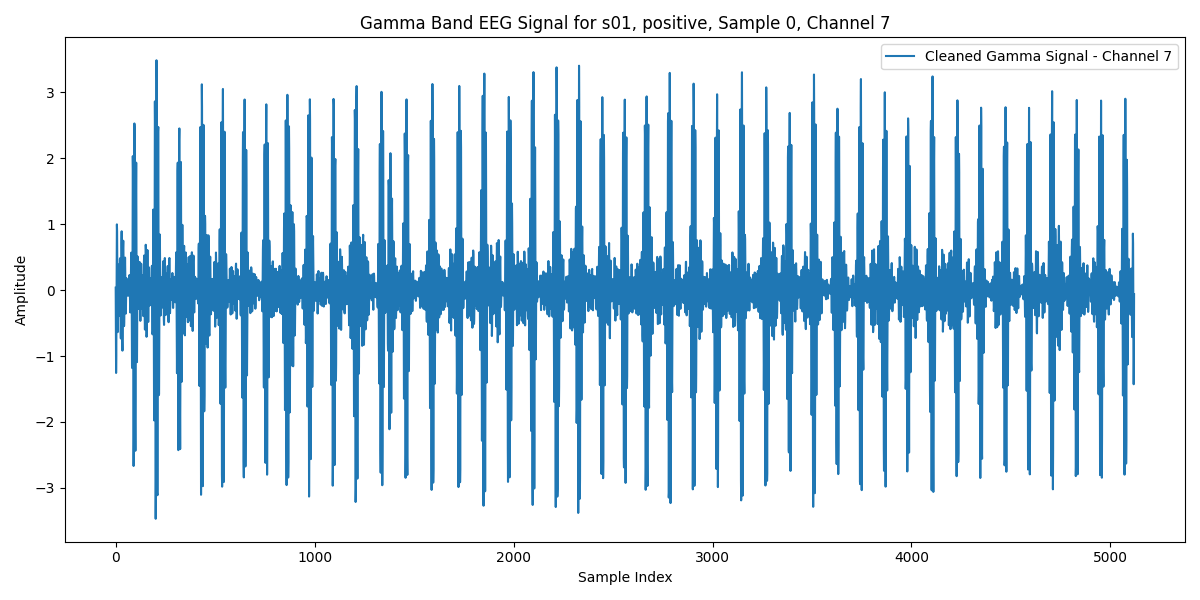 Gamma Band EEG Signal for s01, positive, Sample 0, Channel 7
Cleaned Gamma Signal - Channel 7
3
2
1
0
−1
−2
−3
Amplitude
0 1000 2000 3000 4000 5000
Sample Index